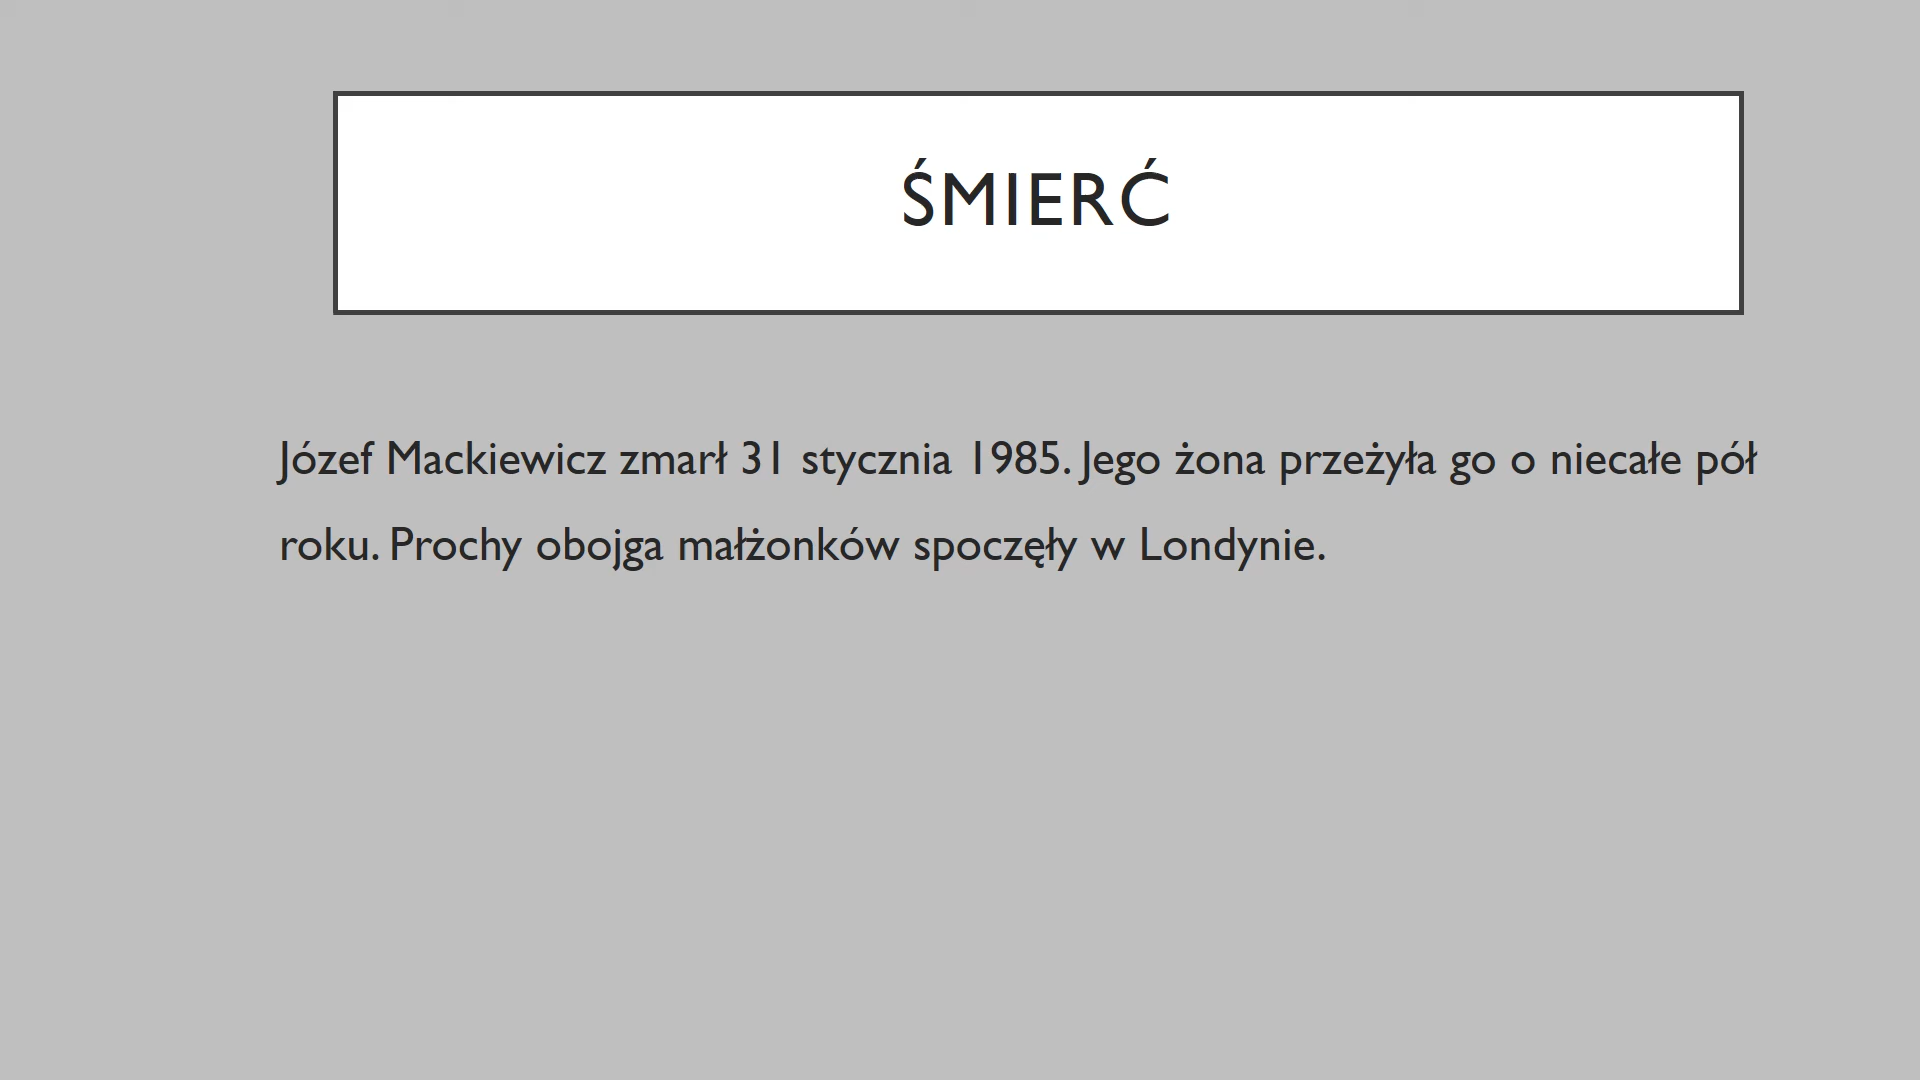 ŚMIERĆ
Józef Mackiewicz zmarł 31 stycznia 1985. Jego żona przeżyła go o niecałe pół
roku. Prochy obojga małżonków spoczęły w Londynie.